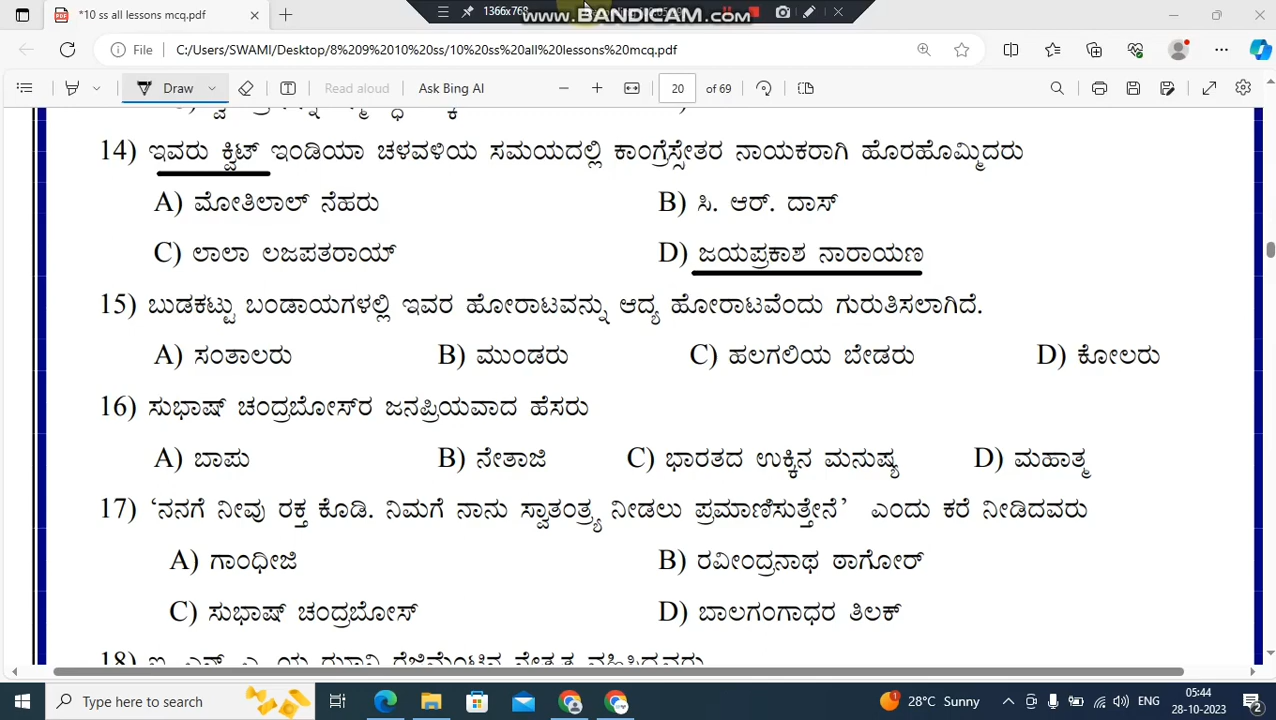 *10 ss all lessons mcq.pdf
1366x768
www.BANDICAM.com
File C:/Users/SWAMI/Desktop/8%209%2010%20ss/10%20ss%20all%20lessons%20mcq.pdf
Draw Read aloud Ask Bing AI 20 of 69
14) ಇವರು ಕ್ವಿಟ್ ಇಂಡಿಯಾ ಚಳವಳಿಯ ಸಮಯದಲ್ಲಿ ಕಾಂಗ್ರೆಸ್ಸೇತರ ನಾಯಕರಾಗಿ ಹೊರಹೊಮ್ಮಿದರು
A) ಮೋತಿಲಾಲ್ ನೆಹರು B) ಸಿ. ಆರ್. ದಾಸ್
C) ಲಾಲಾ ಲಜಪತರಾಯ್ D) ಜಯಪ್ರಕಾಶ ನಾರಾಯಣ
15) ಬುಡಕಟ್ಟು ಬಂಡಾಯಗಳಲ್ಲಿ ಇವರ ಹೋರಾಟವನ್ನು ಆದ್ಯ ಹೋರಾಟವೆಂದು ಗುರುತಿಸಲಾಗಿದೆ.
A) ಸಂತಾಲರು B) ಮುಂಡರು C) ಹಲಗಲಿಯ ಬೇಡರು D) ಕೋಲರು
16) ಸುಭಾಷ್ ಚಂದ್ರಬೋಸ್‌ರ ಜನಪ್ರಿಯವಾದ ಹೆಸರು
A) ಬಾಪು B) ನೇತಾಜಿ C) ಭಾರತದ ಉಕ್ಕಿನ ಮನುಷ್ಯ D) ಮಹಾತ್ಮ
17) ‘ನನಗೆ ನೀವು ರಕ್ತ ಕೊಡಿ. ನಿಮಗೆ ನಾನು ಸ್ವಾತಂತ್ರ್ಯ ನೀಡಲು ಪ್ರಮಾಣಿಸುತ್ತೇನೆ’ ಎಂದು ಕರೆ ನೀಡಿದವರು
A) ಗಾಂಧೀಜಿ B) ರವೀಂದ್ರನಾಥ ಠಾಗೋರ್
C) ಸುಭಾಷ್ ಚಂದ್ರಬೋಸ್ D) ಬಾಲಗಂಗಾಧರ ತಿಲಕ್
18)
Type here to search 28°C Sunny ENG 05:44
28-10-2023